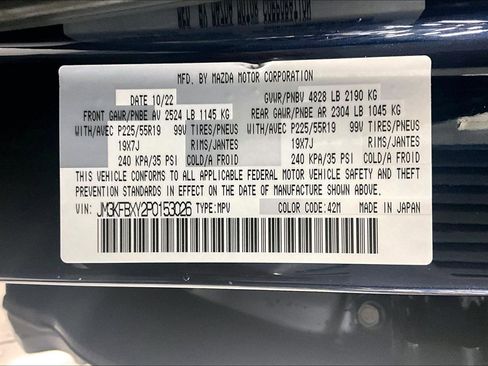 MFD. BY MAZDA MOTOR CORPORATION
DATE 10/22 GVWR/PNBV 4828 LB 2190 KG
FRONT GAWR/PNBE AV 2524 LB 1145 KG REAR GAWR/PNBE AR 2304 LB 1045 KG
WITH/AVEC P225/55R19 99V TIRES/PNEUS WITH/AVEC P225/55R19 99V TIRES/PNEUS
19X7J RIMS/JANTES 19X7J RIMS/JANTES
240 KPA/35 PSI COLD/A FROID 240 KPA/35 PSI COLD/A FROID
THIS VEHICLE CONFORMS TO ALL APPLICABLE FEDERAL MOTOR VEHICLE SAFETY AND
THEFT PREVENTION STANDARDS IN EFFECT ON THE DATE OF MANUFACTURE SHOWN ABOVE.
JM3KFBXY2P0153026 TYPE:MPV COLOR CODE:42M MADE IN JAPAN